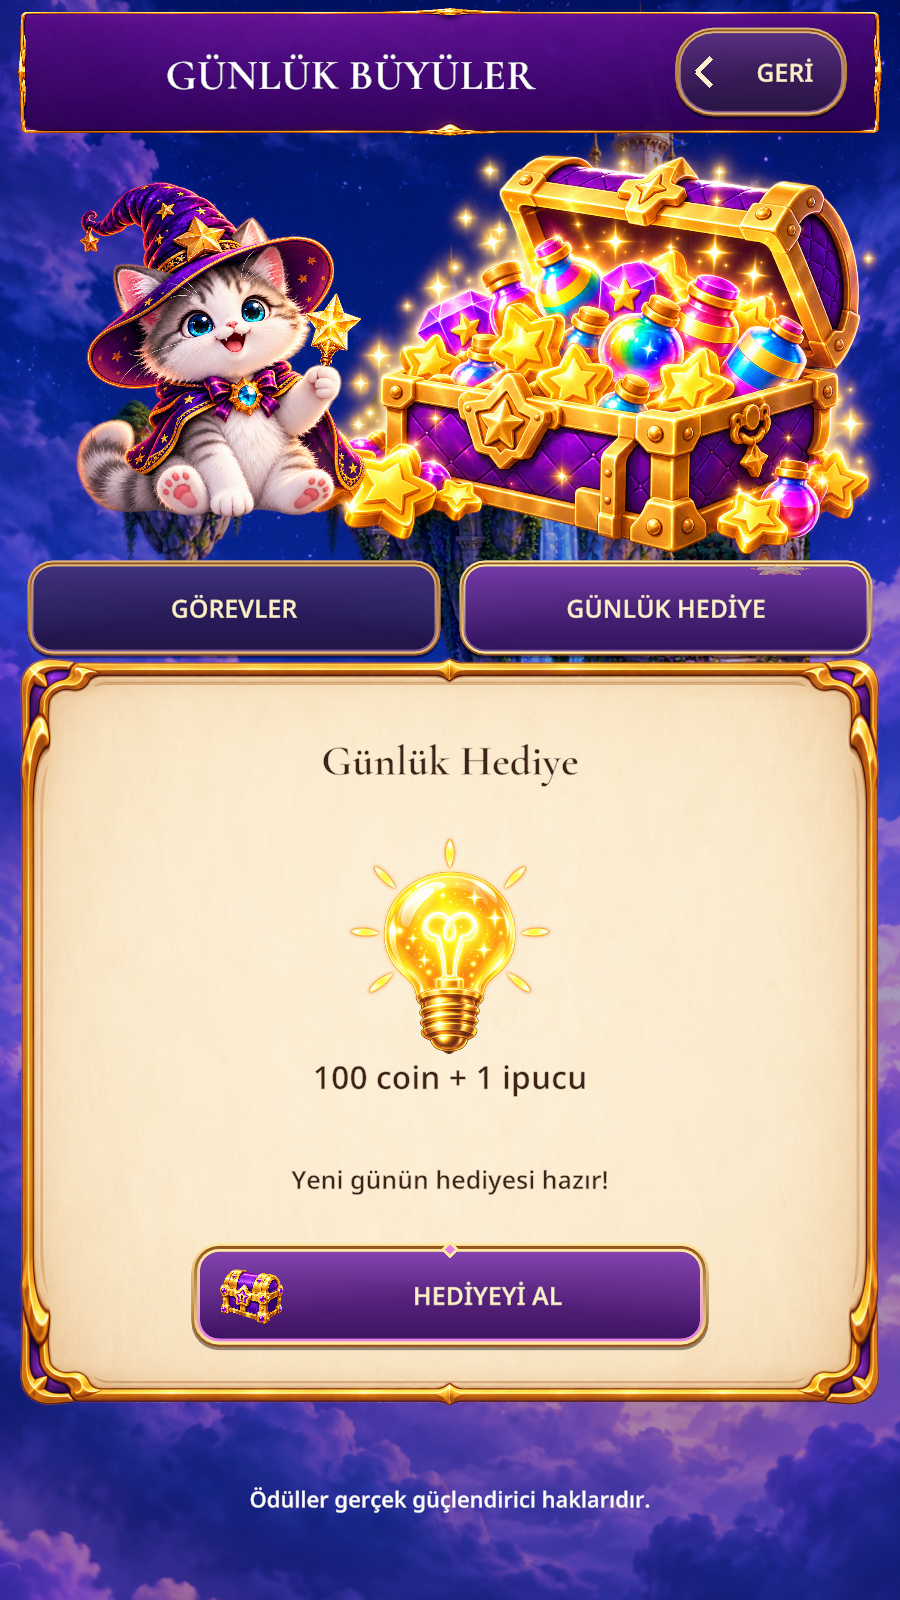 GÜNLÜK BÜYÜLER
GERİ
GÖREVLER
GÜNLÜK HEDİYE
Günlük Hediye
100 coin + 1 ipucu
Yeni günün hediyesi hazır!
HEDİYEYİ AL
Ödüller gerçek güçlendirici haklarıdır.